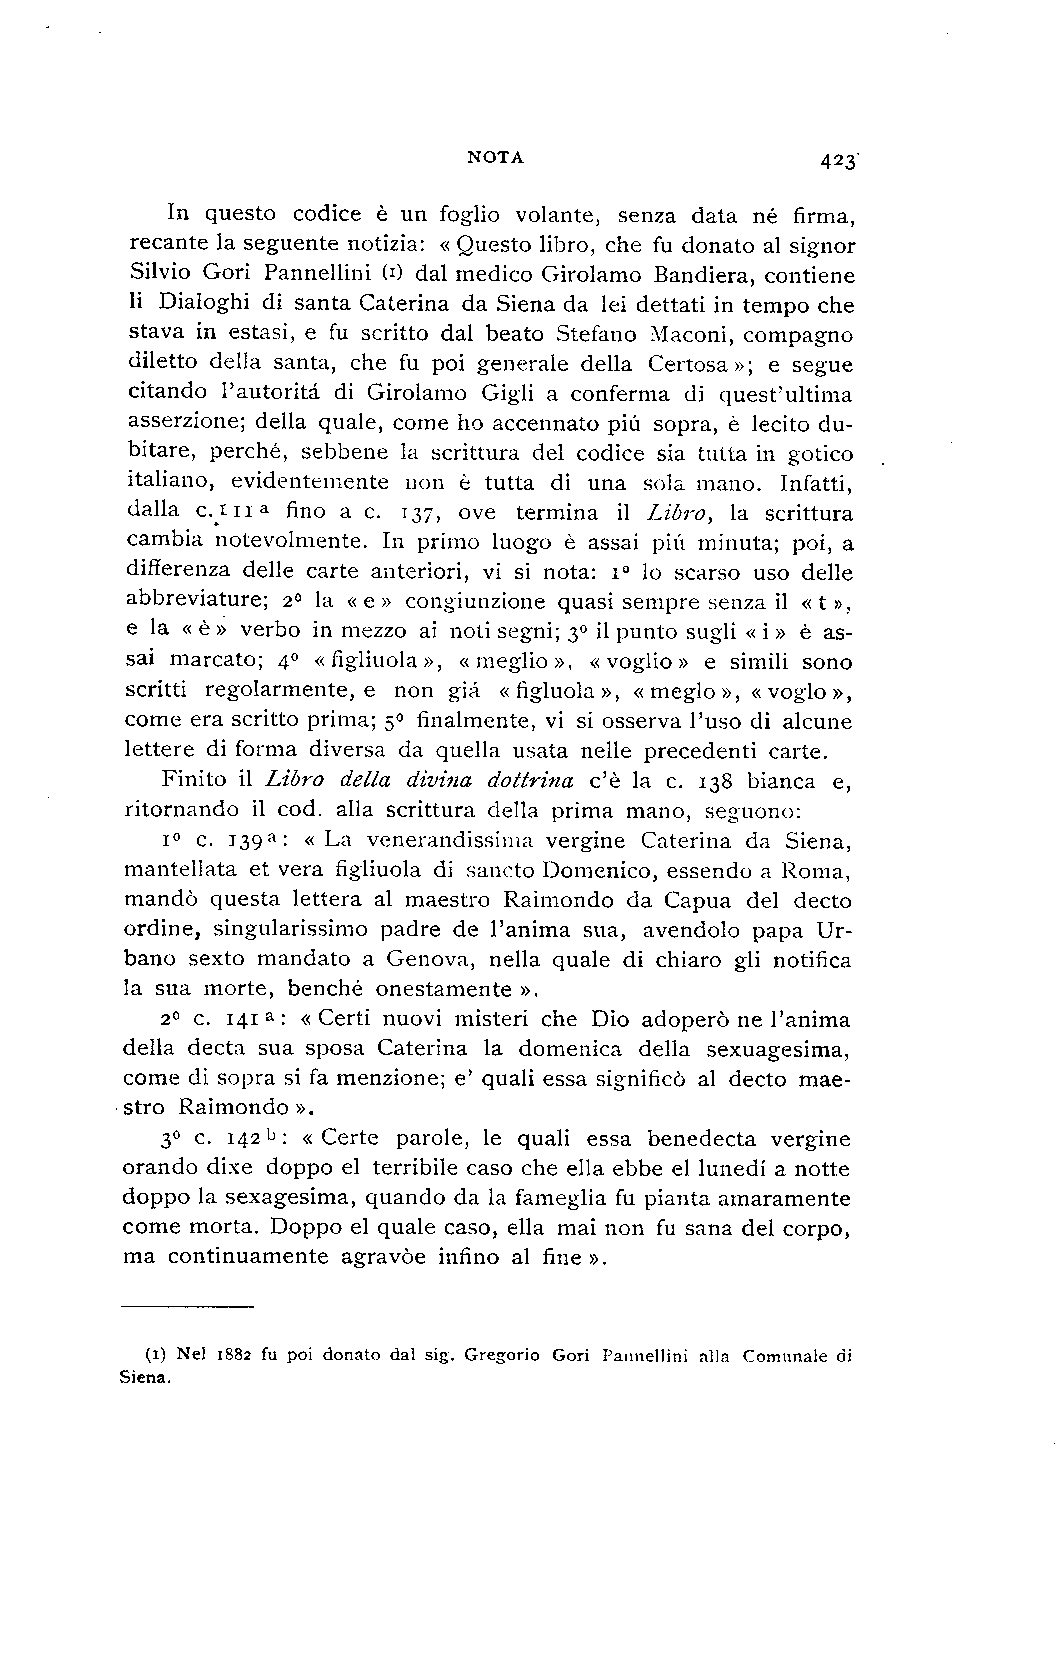 NOTA 423
In questo codice è un foglio volante, senza data né firma,
recante la seguente notizia: « Questo libro, che fu donato al signor
Silvio Gori Pannellini (1) dal medico Girolamo Bandiera, contiene
li Dialoghi di santa Caterina da Siena da lei dettati in tempo che
stava in estasi, e fu scritto dal beato Stefano Maconi, compagno
diletto della santa, che fu poi generale della Certosa »; e segue
citando l'autoritá di Girolamo Gigli a conferma di quest'ultima
asserzione; della quale, come ho accennato piú sopra, è lecito du-
bitare, perché, sebbene la scrittura del codice sia tutta in gotico
italiano, evidentemente non è tutta di una sola mano. Infatti,
dalla c. 111 a fino a c. 137, ove termina il Libro, la scrittura
cambia notevolmente. In primo luogo è assai piú minuta; poi, a
differenza delle carte anteriori, vi si nota: 1º lo scarso uso delle
abbreviature; 2º la « e » congiunzione quasi sempre senza il « t »,
e la « è » verbo in mezzo ai noti segni; 3º il punto sugli « i » è as-
sai marcato; 4º « figliuola », « meglio », « voglio » e simili sono
scritti regolarmente, e non giá « figluola », « meglo », « voglo »,
come era scritto prima; 5º finalmente, vi si osserva l'uso di alcune
lettere di forma diversa da quella usata nelle precedenti carte.
Finito il Libro della divina dottrina c'è la c. 138 bianca e,
ritornando il cod. alla scrittura della prima mano, seguono:
1º c. 139 a: « La venerandissima vergine Caterina da Siena,
mantellata et vera figliuola di sancto Domenico, essendo a Roma,
mandò questa lettera al maestro Raimondo da Capua del decto
ordine, singularissimo padre de l'anima sua, avendolo papa Ur-
bano sexto mandato a Genova, nella quale di chiaro gli notifica
la sua morte, benché onestamente ».
2º c. 141 a: « Certi nuovi misteri che Dio adoperò ne l'anima
della decta sua sposa Caterina la domenica della sexuagesima,
come di sopra si fa menzione; e' quali essa significò al decto mae-
stro Raimondo ».
3º c. 142 b: « Certe parole, le quali essa benedecta vergine
orando dixe doppo el terribile caso che ella ebbe el lunedí a notte
doppo la sexagesima, quando da la fameglia fu pianta amaramente
come morta. Doppo el quale caso, ella mai non fu sana del corpo,
ma continuamente agravòe infino al fine ».
(1) Nel 1882 fu poi donato dal sig. Gregorio Gori Pannellini alla Comunale di
Siena.